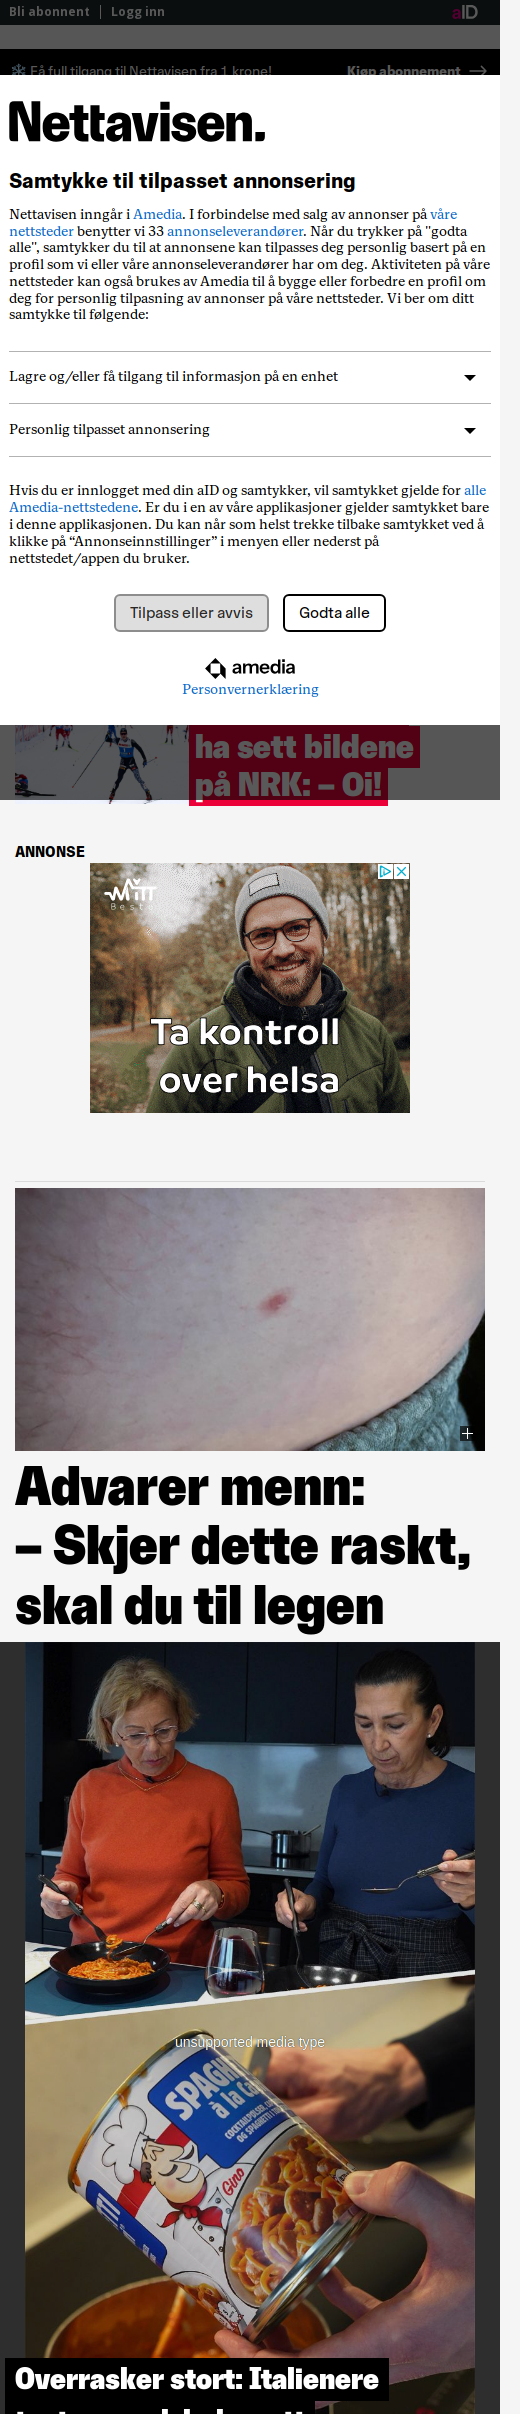 Bli abonnent | Logg inn
aID
Få full tilgang til Nettavisen fra 1 krone!
Kjøp abonnement →
Nettavisen.
Samtykke til tilpasset annonsering
Nettavisen inngår i Amedia. I forbindelse med salg av annonser på våre
nettsteder benytter vi 33 annonseleverandører. Når du trykker på "godta
alle", samtykker du til at annonsene kan tilpasses deg personlig basert på en
profil som vi eller våre annonseleverandører har om deg. Aktiviteten på våre
nettsteder kan også brukes av Amedia til å bygge eller forbedre en profil om
deg for personlig tilpasning av annonser på våre nettsteder. Vi ber om ditt
samtykke til følgende:
Lagre og/eller få tilgang til informasjon på en enhet
Personlig tilpasset annonsering
Hvis du er innlogget med din aID og samtykker, vil samtykket gjelde for alle
Amedia-nettstedene. Er du i en av våre applikasjoner gjelder samtykket bare
i denne applikasjonen. Du kan når som helst trekke tilbake samtykket ved å
klikke på “Annonseinnstillinger” i menyen eller nederst på
nettstedet/appen du bruker.
Tilpass eller avvis
Godta alle
amedia
Personvernerklæring
ha sett bildene
på NRK: – Oi!
ANNONSE
Mitt
Beste
Ta kontroll
over helsa
Advarer menn:
– Skjer dette raskt,
skal du til legen
unsupported media type
SPAGHE
à la Ca
Gino
Overrasker stort: Italienere